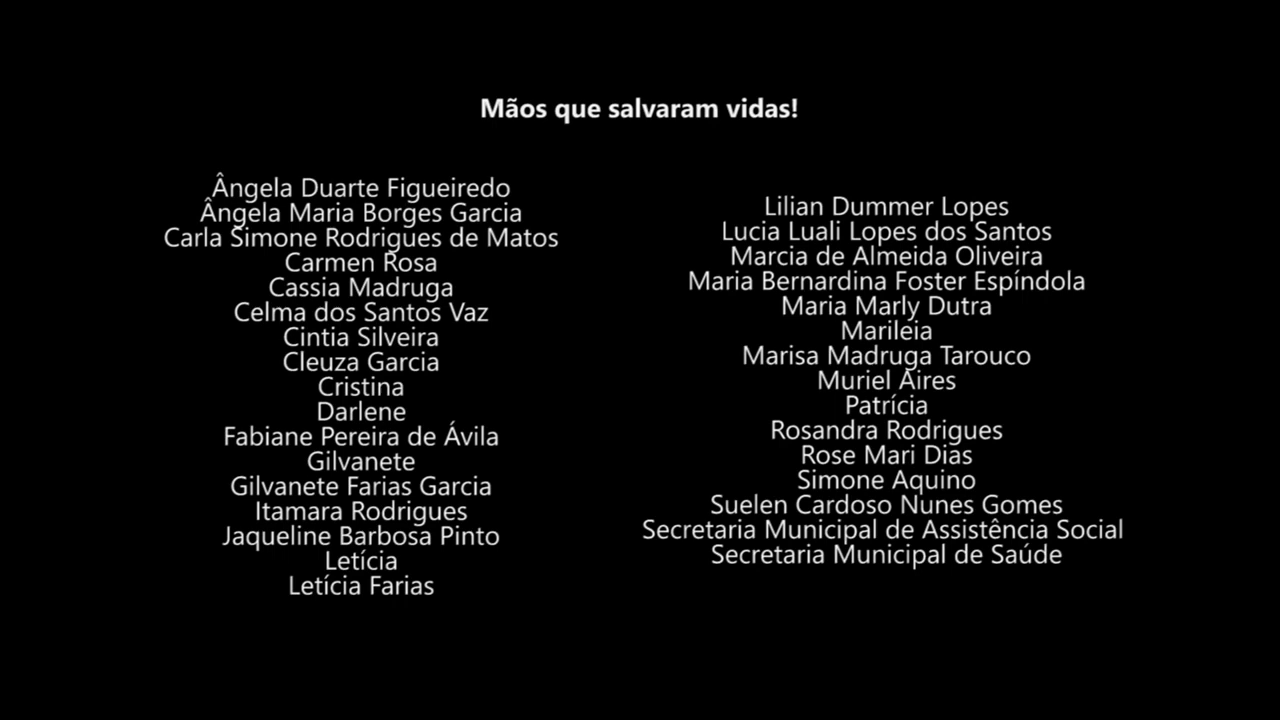 Mãos que salvaram vidas!
Ângela Duarte Figueiredo
Ângela Maria Borges Garcia
Carla Simone Rodrigues de Matos
Carmen Rosa
Cassia Madruga
Celma dos Santos Vaz
Cintia Silveira
Cleuza Garcia
Cristina
Darlene
Fabiane Pereira de Ávila
Gilvanete
Gilvanete Farias Garcia
Itamara Rodrigues
Jaqueline Barbosa Pinto
Letícia
Letícia Farias
Lilian Dummer Lopes
Lucia Luali Lopes dos Santos
Marcia de Almeida Oliveira
Maria Bernardina Foster Espíndola
Maria Marly Dutra
Marileia
Marisa Madruga Tarouco
Muriel Aires
Patrícia
Rosandra Rodrigues
Rose Mari Dias
Simone Aquino
Suelen Cardoso Nunes Gomes
Secretaria Municipal de Assistência Social
Secretaria Municipal de Saúde